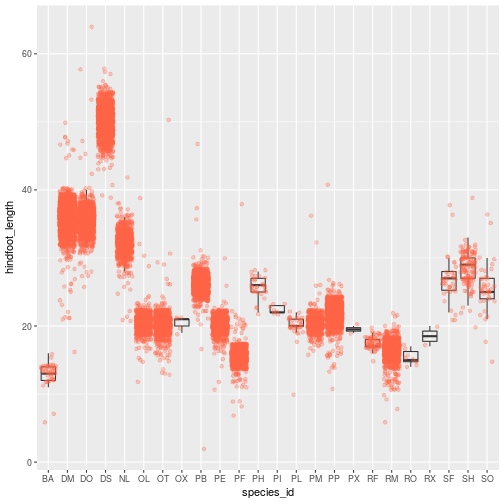 60
40
20
0
hindfoot_length
BA DM DO DS NL OL OT OX PB PE PF PH PI PL PM PP PX RF RM RO RX SF SH SO
species_id